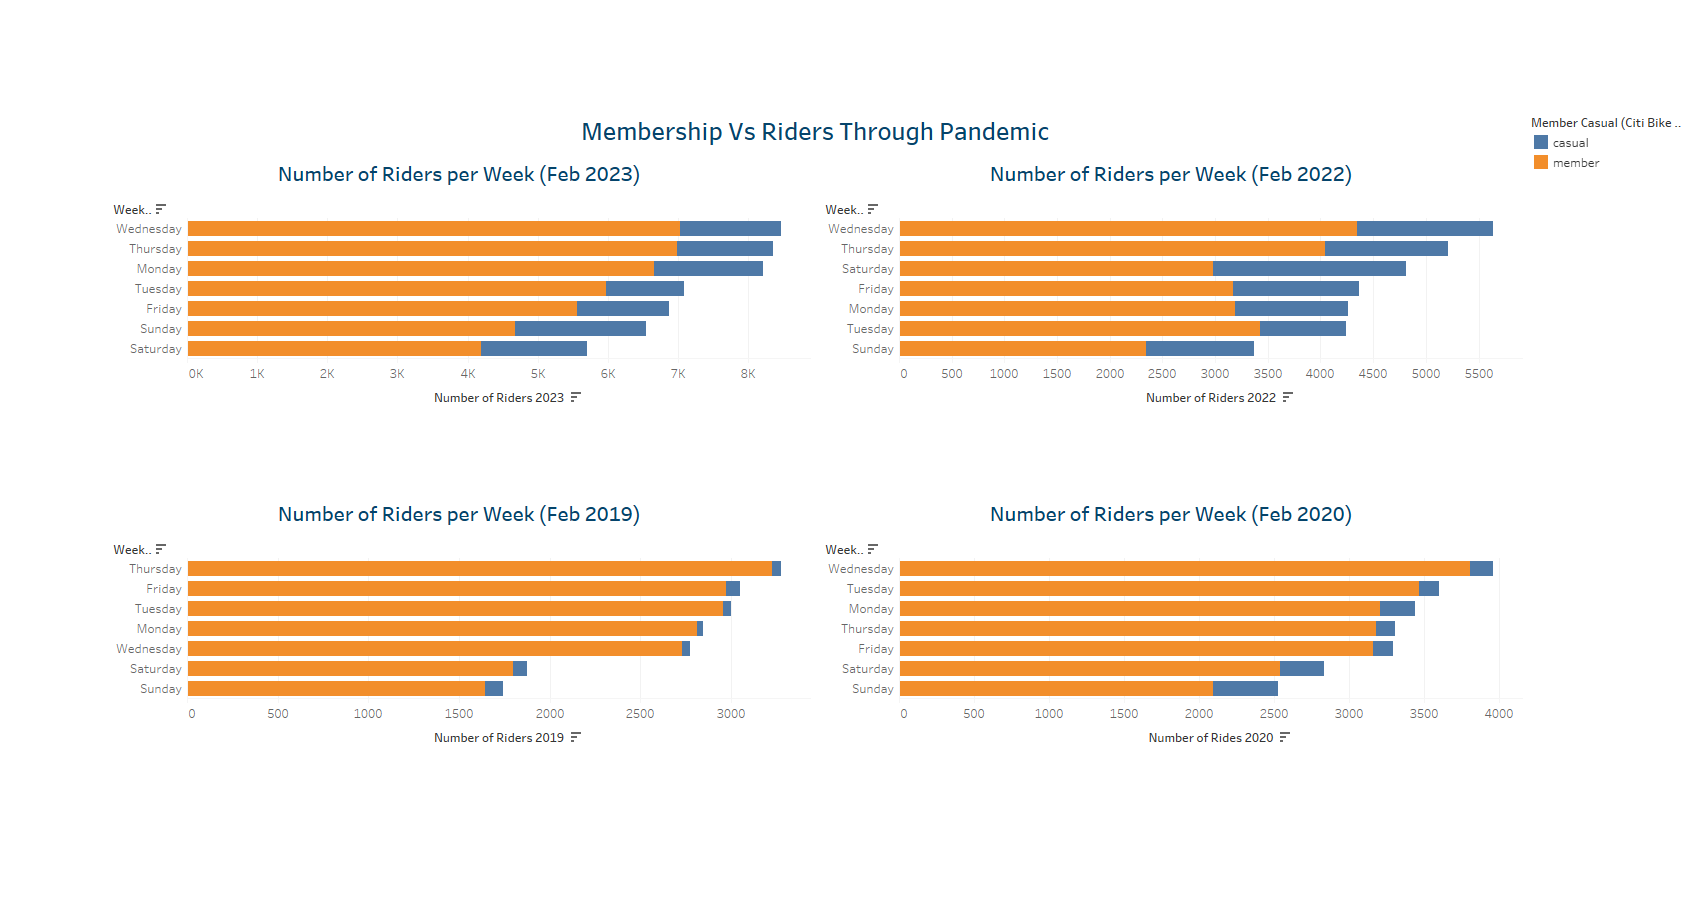 Membership Vs Riders Through Pandemic
Member Casual (Citi Bike ..
casual
member
Number of Riders per Week (Feb 2023)
Week..
Wednesday
Thursday
Monday
Tuesday
Friday
Sunday
Saturday
0K 1K 2K 3K 4K 5K 6K 7K 8K
Number of Riders 2023
Number of Riders per Week (Feb 2022)
Week..
Wednesday
Thursday
Saturday
Friday
Monday
Tuesday
Sunday
0 500 1000 1500 2000 2500 3000 3500 4000 4500 5000 5500
Number of Riders 2022
Number of Riders per Week (Feb 2019)
Week..
Thursday
Friday
Tuesday
Monday
Wednesday
Saturday
Sunday
0 500 1000 1500 2000 2500 3000
Number of Riders 2019
Number of Riders per Week (Feb 2020)
Week..
Wednesday
Tuesday
Monday
Thursday
Friday
Saturday
Sunday
0 500 1000 1500 2000 2500 3000 3500 4000
Number of Rides 2020